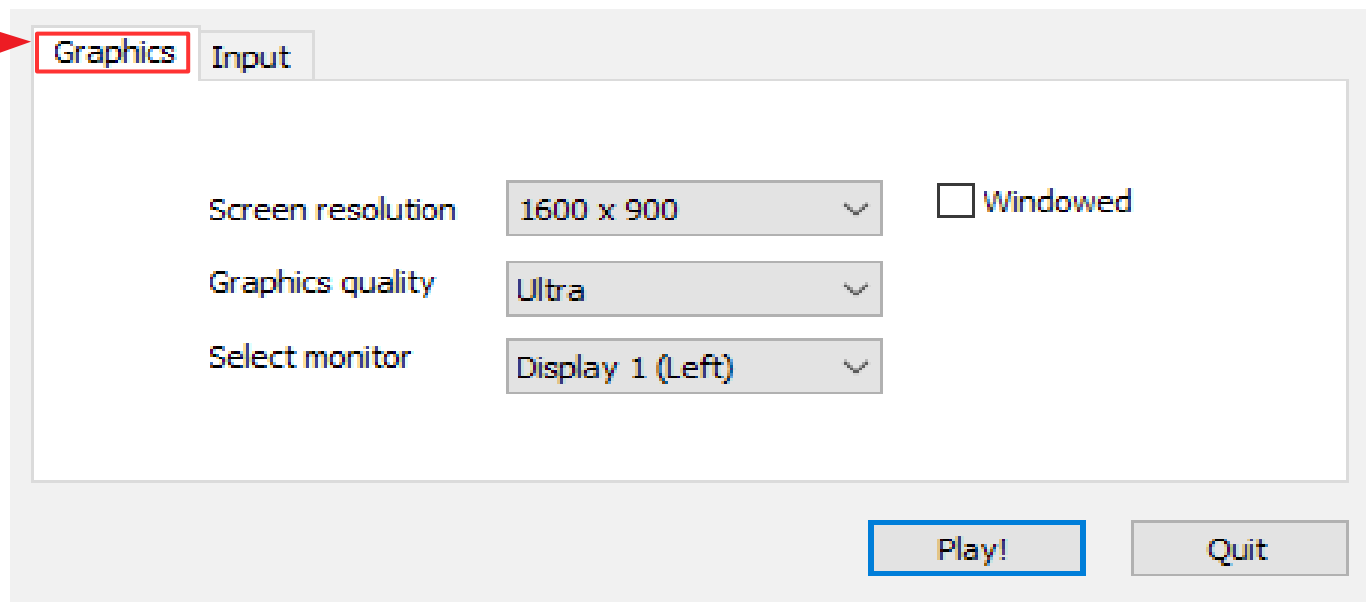 Graphics Input
Screen resolution 1600 x 900 Windowed
Graphics quality Ultra
Select monitor Display 1 (Left)
Play! Quit